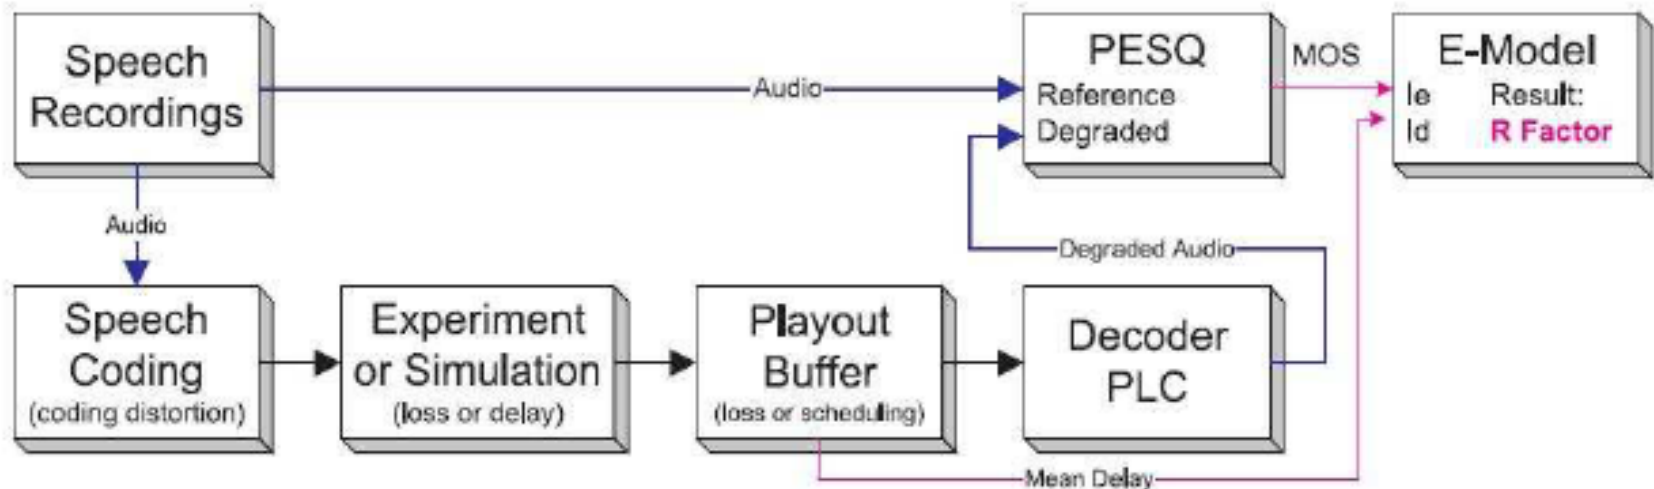 Speech
Recordings
Audio
PESQ
Reference
Degraded
MOS
E-Model
Ie Result:
Id R Factor
Audio
Degraded Audio
Speech
Coding
(coding distortion)
Experiment
or Simulation
(loss or delay)
Playout
Buffer
(loss or scheduling)
Decoder
PLC
Mean Delay